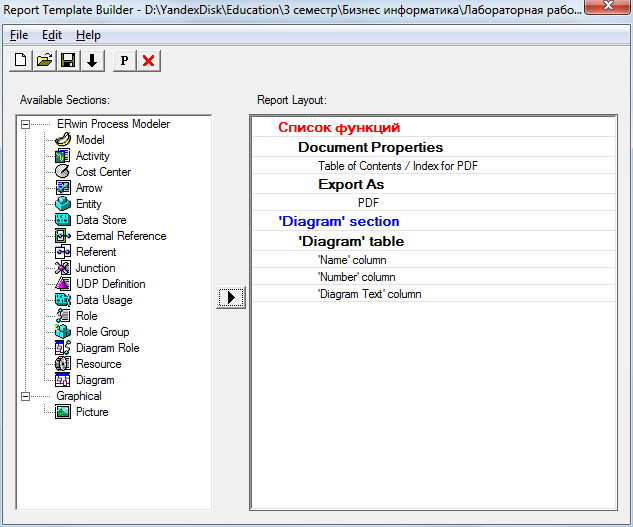 Report Template Builder - D:\YandexDisk\Education\3 семестр\Бизнес информатика\Лабораторная рабо...
File Edit Help
P
Available Sections:
Report Layout:
ERwin Process Modeler
Model
Activity
Cost Center
Arrow
Entity
Data Store
External Reference
Referent
Junction
UDP Definition
Data Usage
Role
Role Group
Diagram Role
Resource
Diagram
Graphical
Picture
Список функций
Document Properties
Table of Contents / Index for PDF
Export As
PDF
'Diagram' section
'Diagram' table
'Name' column
'Number' column
'Diagram Text' column